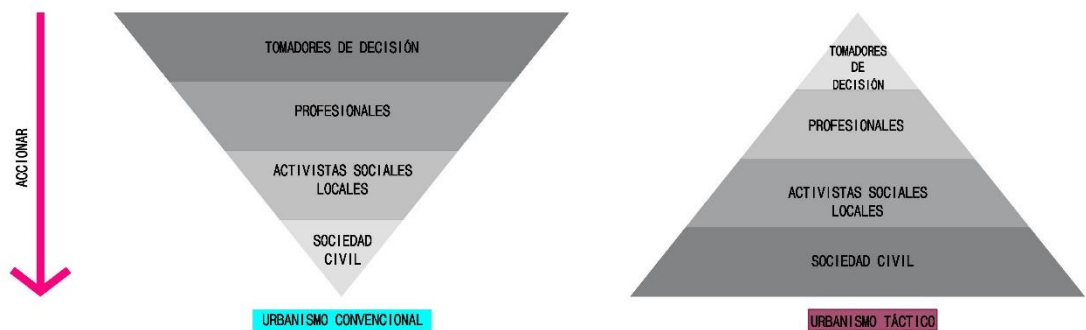 ACCIONAR
TOMADORES DE DECISIÓN
PROFESIONALES
ACTIVISTAS SOCIALES
LOCALES
SOCIEDAD
CIVIL
URBANISMO CONVENCIONAL
TOMADORES
DE
DECISIÓN
PROFESIONALES
ACTIVISTAS SOCIALES
LOCALES
SOCIEDAD CIVIL
URBANISMO TÁCTICO